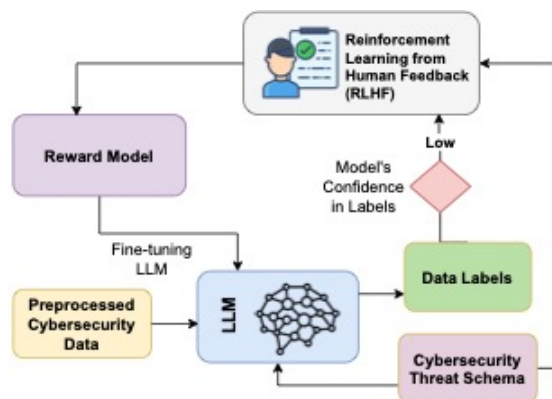 Reinforcement
Learning from
Human Feedback
(RLHF)
Reward Model
Low
Model's
Confidence
in Labels
Fine-tuning
LLM
LLM
Data Labels
Preprocessed
Cybersecurity
Data
Cybersecurity
Threat Schema